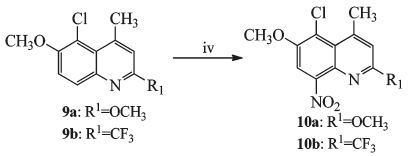 Cl CH₃
CH₃O
N R₁
9a: R¹=OCH₃
9b: R¹=CF₃
iv
Cl CH₃
CH₃O
N R₁
NO₂
10a: R¹=OCH₃
10b: R¹=CF₃